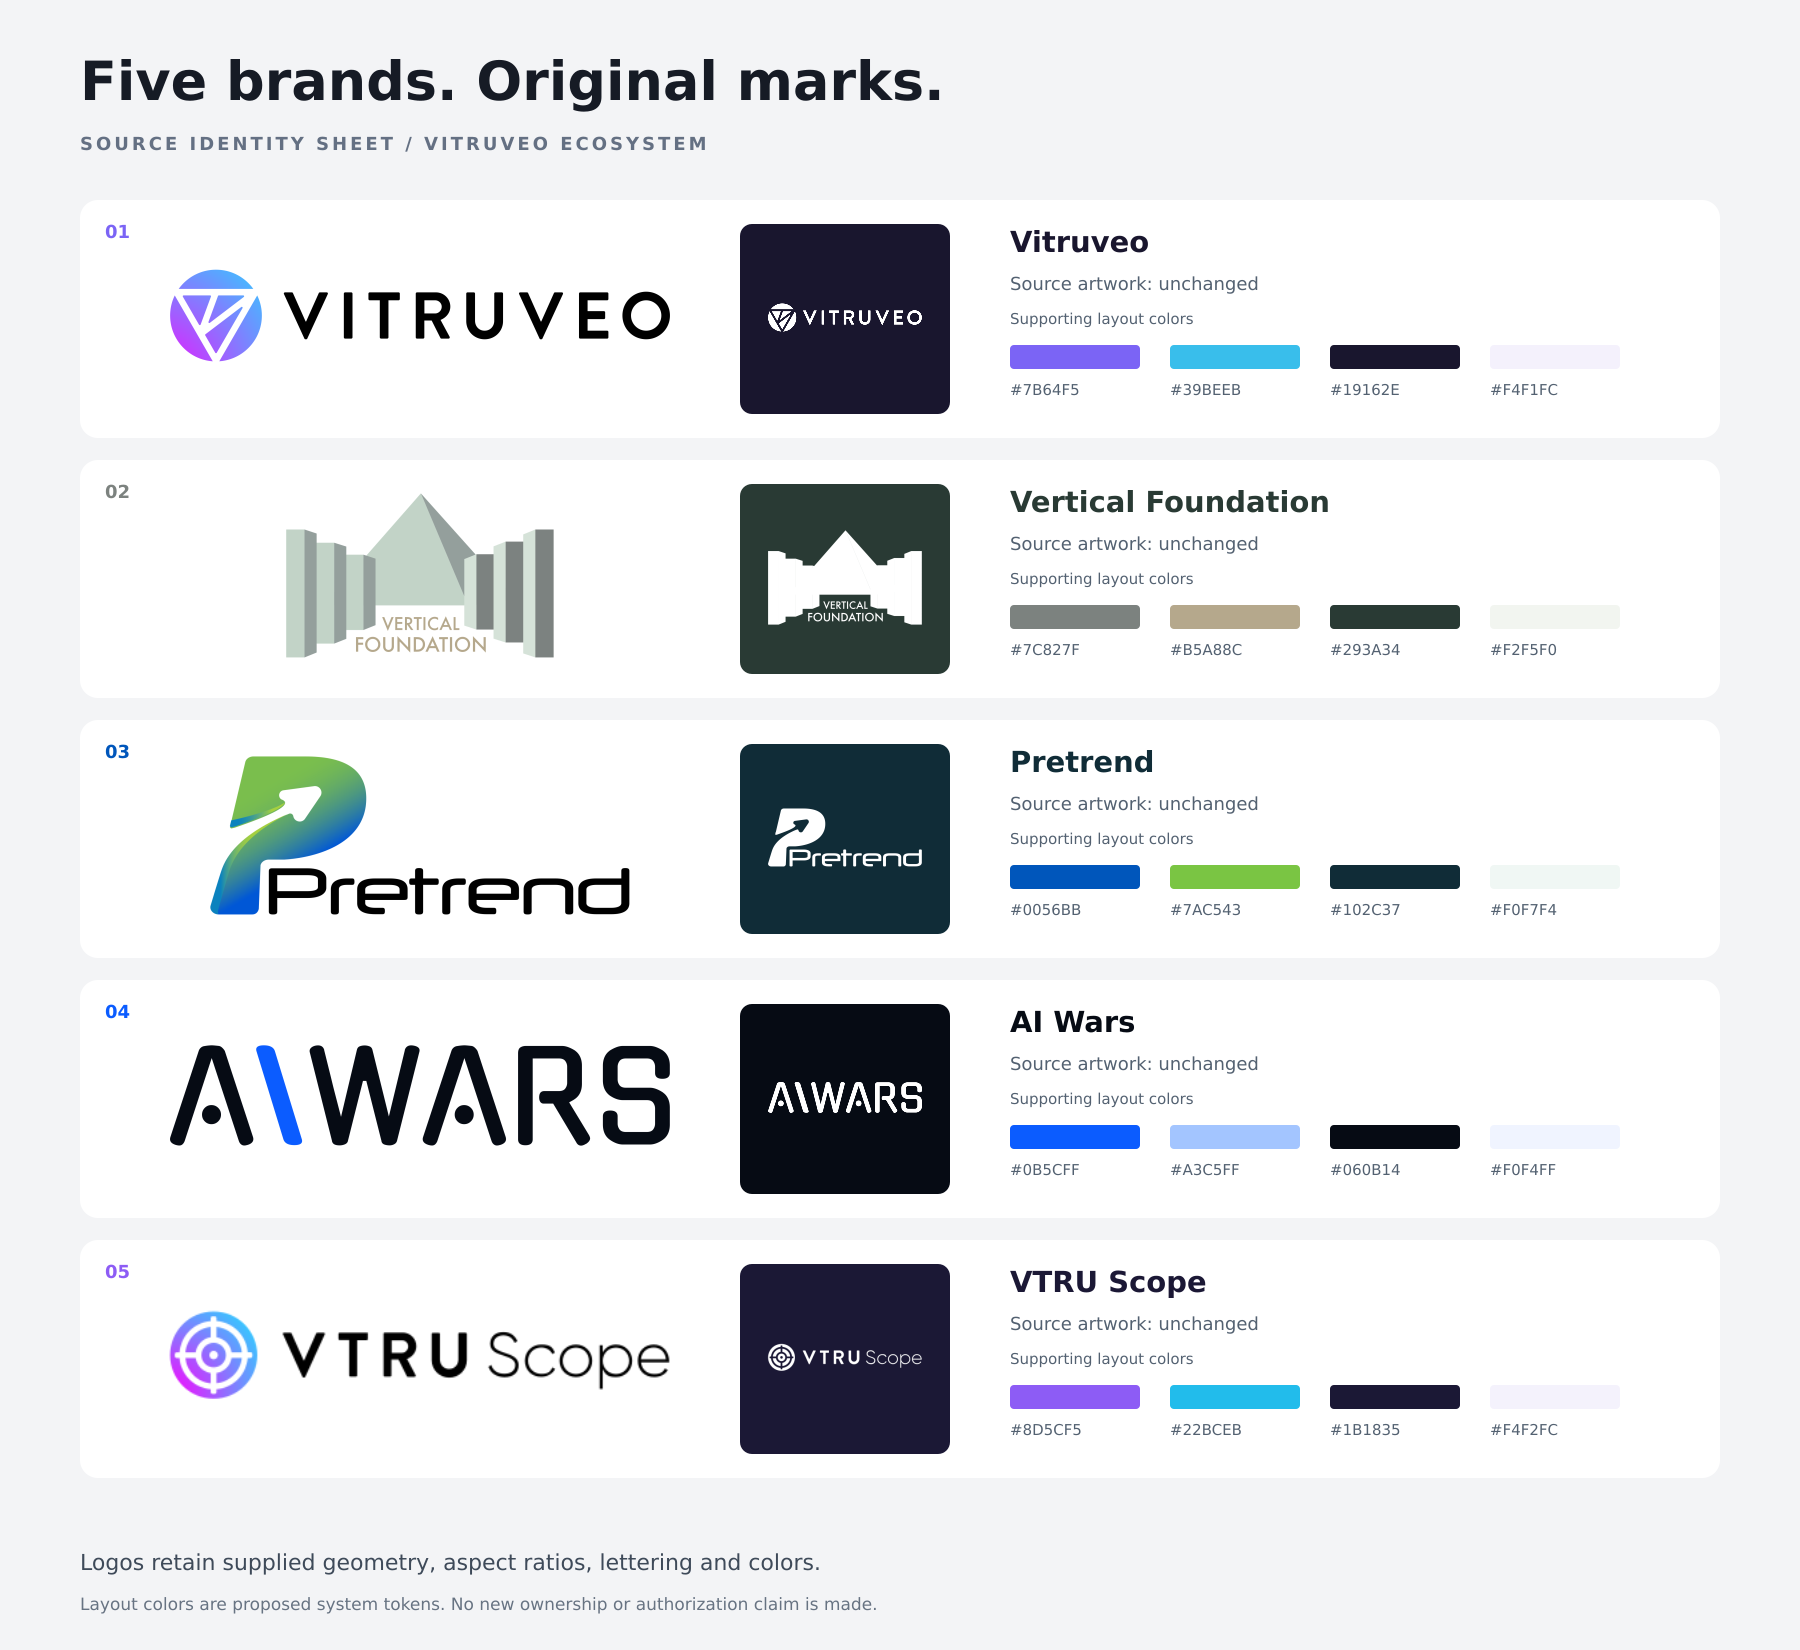 Five brands. Original marks.
SOURCE IDENTITY SHEET / VITRUVEO ECOSYSTEM
01
VITRUVEO
VITRUVEO
Vitruveo
Source artwork: unchanged
Supporting layout colors
#7B64F5 #39BEEB #19162E #F4F1FC
02
VERTICAL
FOUNDATION
VERTICAL
FOUNDATION
Vertical Foundation
Source artwork: unchanged
Supporting layout colors
#7C827F #B5A88C #293A34 #F2F5F0
03
Pretrend
Pretrend
Pretrend
Source artwork: unchanged
Supporting layout colors
#0056BB #7AC543 #102C37 #F0F7F4
04
AIWARS
AIWARS
AI Wars
Source artwork: unchanged
Supporting layout colors
#0B5CFF #A3C5FF #060B14 #F0F4FF
05
VTRU Scope
VTRU Scope
VTRU Scope
Source artwork: unchanged
Supporting layout colors
#8D5CF5 #22BCEB #1B1835 #F4F2FC
Logos retain supplied geometry, aspect ratios, lettering and colors.
Layout colors are proposed system tokens. No new ownership or authorization claim is made.